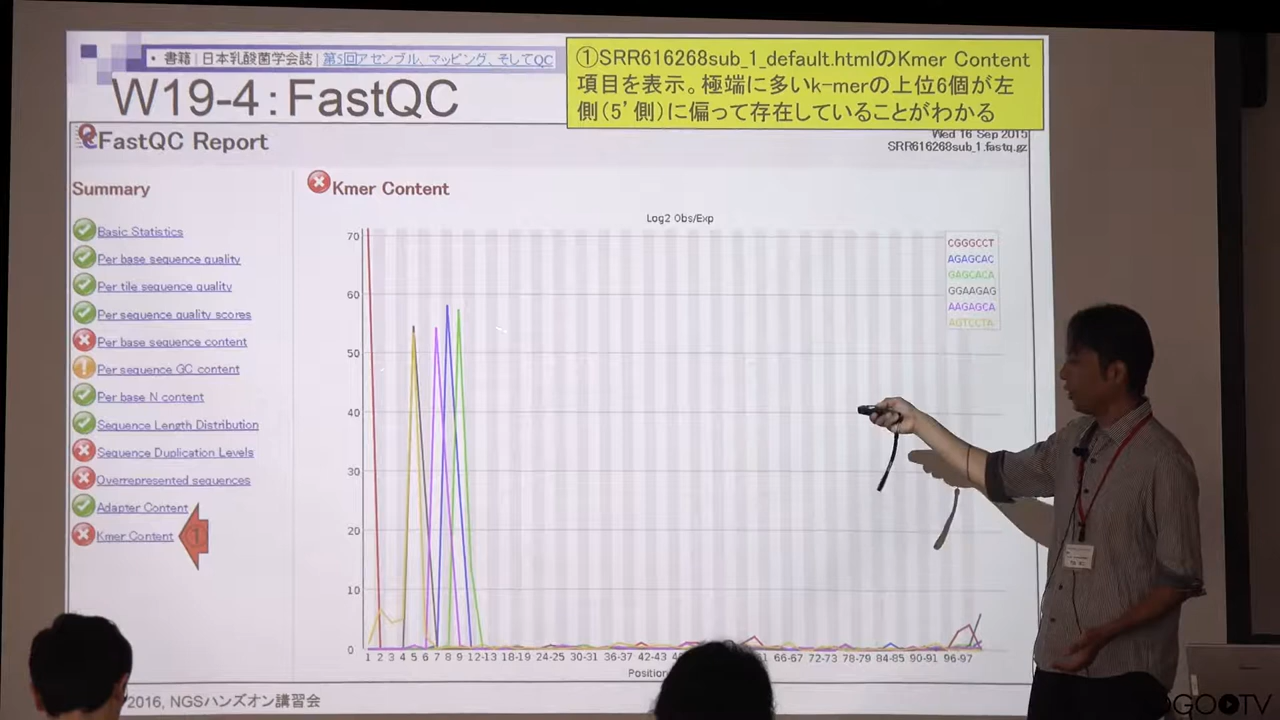 ・書籍 | 日本乳酸菌学会誌 | 第5回アセンブル、マッピング、そしてQC
W19-4:FastQC
①SRR616268sub_1_default.htmlのKmer Content
項目を表示。極端に多いk-merの上位6個が左
側(5’側)に偏って存在していることがわかる
FastQC Report
Wed 16 Sep 2015
SRR616268sub_1.fastq.gz
Summary
Basic Statistics
Per base sequence quality
Per tile sequence quality
Per sequence quality scores
Per base sequence content
Per sequence GC content
Per base N content
Sequence Length Distribution
Sequence Duplication Levels
Overrepresented sequences
Adapter Content
Kmer Content
1
Kmer Content
Log2 Obs/Exp
CGGGCCT
AGAGCAC
GAGCACA
GGAAGAG
AAGAGCA
AGTCCTA
70
60
50
40
30
20
10
0
1 2 3 4 5 6 7 8 9 12-13 18-19 24-25 30-31 36-37 42-43 66-67 72-73 78-79 84-85 90-91 96-97
Position
2016, NGSハンズオン講習会
TOGOTV